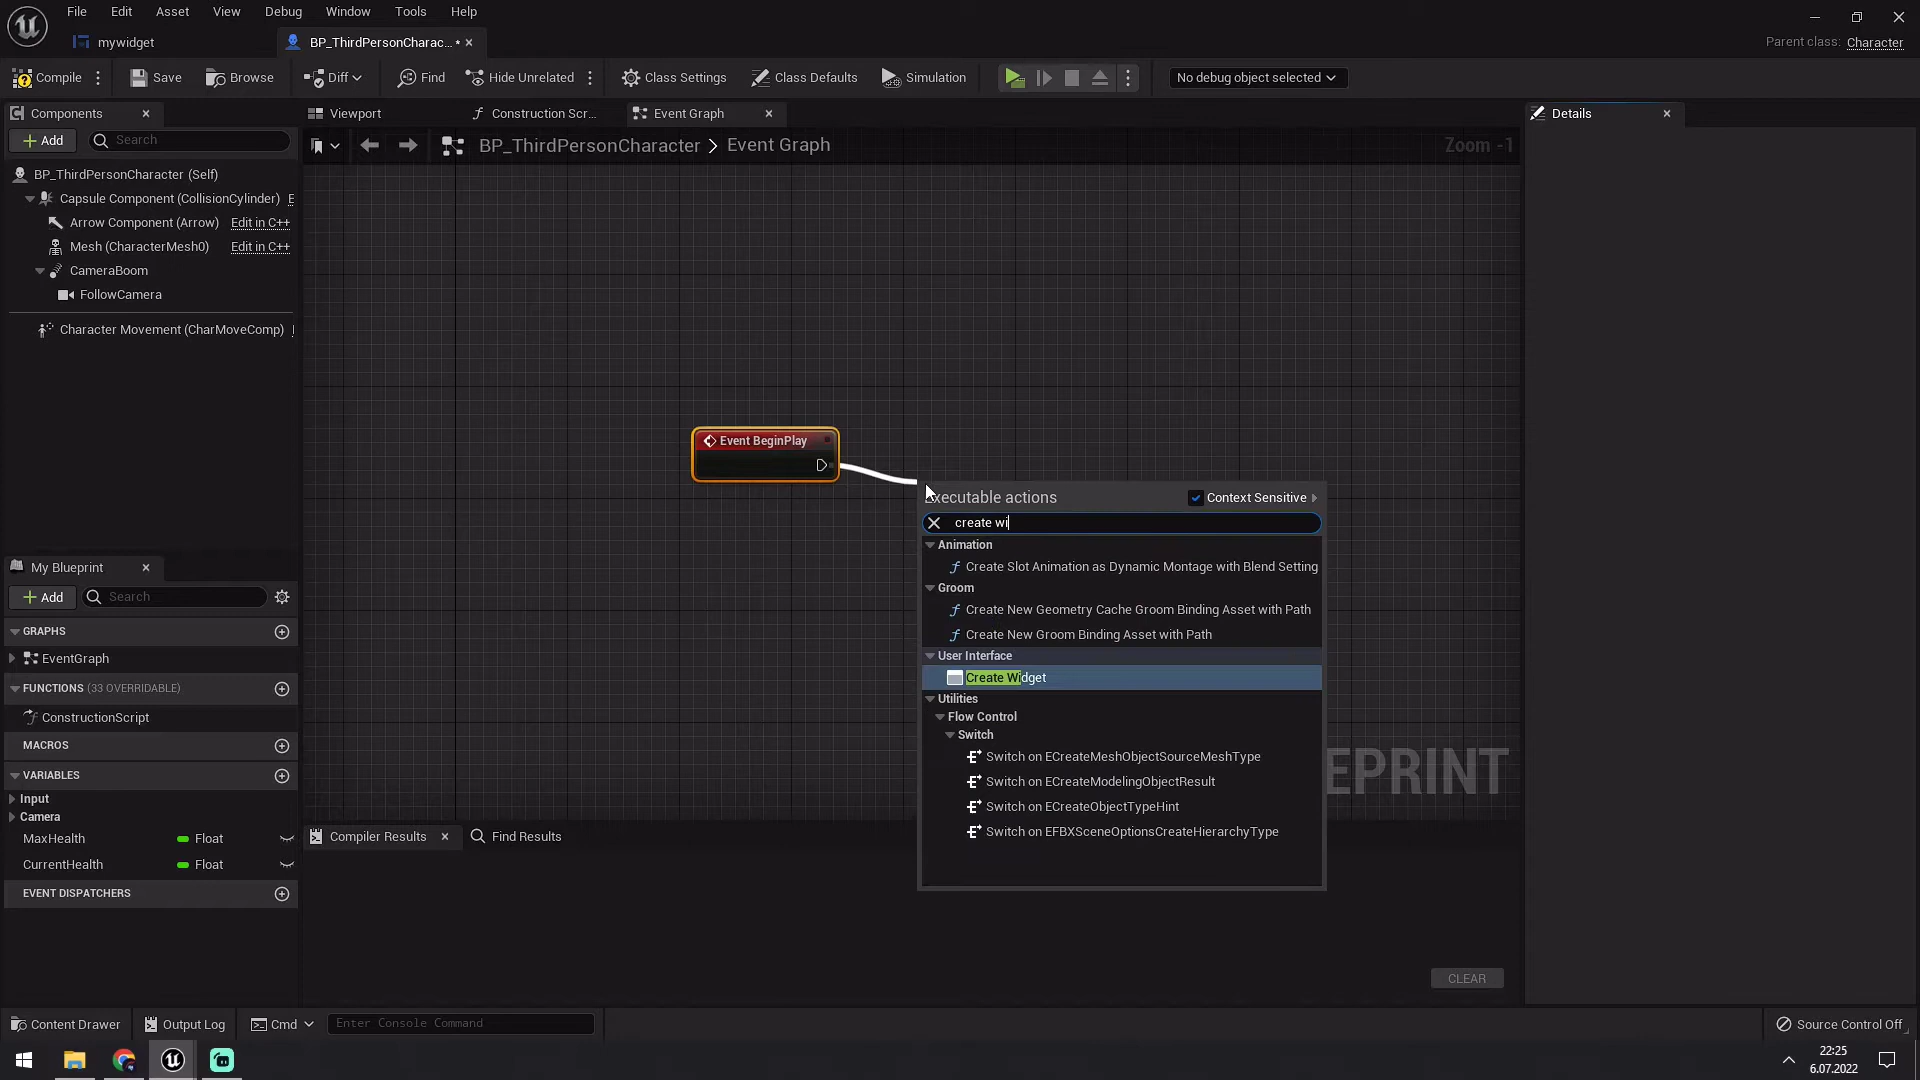 File Edit Asset View Debug Window Tools Help
mywidget
BP_ThirdPersonCharac... •
Parent class: Character
Compile Save Browse Diff Find Hide Unrelated Class Settings Class Defaults Simulation No debug object selected
Components Viewport Construction Scr... Event Graph Details
Add Search
BP_ThirdPersonCharacter > Event Graph
Zoom -1
BP_ThirdPersonCharacter (Self)
Capsule Component (CollisionCylinder) E
Arrow Component (Arrow) Edit in C++
Mesh (CharacterMesh0) Edit in C++
CameraBoom
FollowCamera
Character Movement (CharMoveComp)
Event BeginPlay
Executable actions Context Sensitive
create wi
Animation
Create Slot Animation as Dynamic Montage with Blend Setting
Groom
Create New Geometry Cache Groom Binding Asset with Path
Create New Groom Binding Asset with Path
User Interface
Create Widget
Utilities
Flow Control
Switch
Switch on ECreateMeshObjectSourceMeshType
Switch on ECreateModelingObjectResult
Switch on ECreateObjectTypeHint
Switch on EFBXSceneOptionsCreateHierarchyType
EPRINT
My Blueprint
Add Search
GRAPHS
EventGraph
FUNCTIONS (33 OVERRIDABLE)
ConstructionScript
MACROS
VARIABLES
Input
Camera
MaxHealth Float
CurrentHealth Float
EVENT DISPATCHERS
Compiler Results Find Results
CLEAR
Content Drawer Output Log Cmd Enter Console Command Source Control Off
22:25
6.07.2022